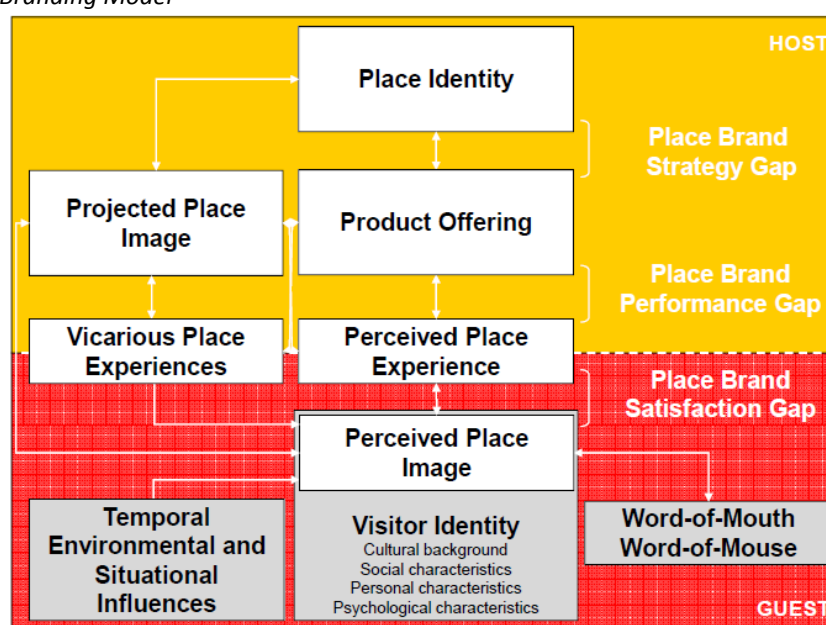 Branding Model
HOST
Place Identity
Place Brand
Strategy Gap
Projected Place
Image
Product Offering
Place Brand
Performance Gap
Vicarious Place
Experiences
Perceived Place
Experience
Place Brand
Satisfaction Gap
Perceived Place
Image
Temporal
Environmental and
Situational
Influences
Visitor Identity
Cultural background
Social characteristics
Personal characteristics
Psychological characteristics
Word-of-Mouth
Word-of-Mouse
GUEST